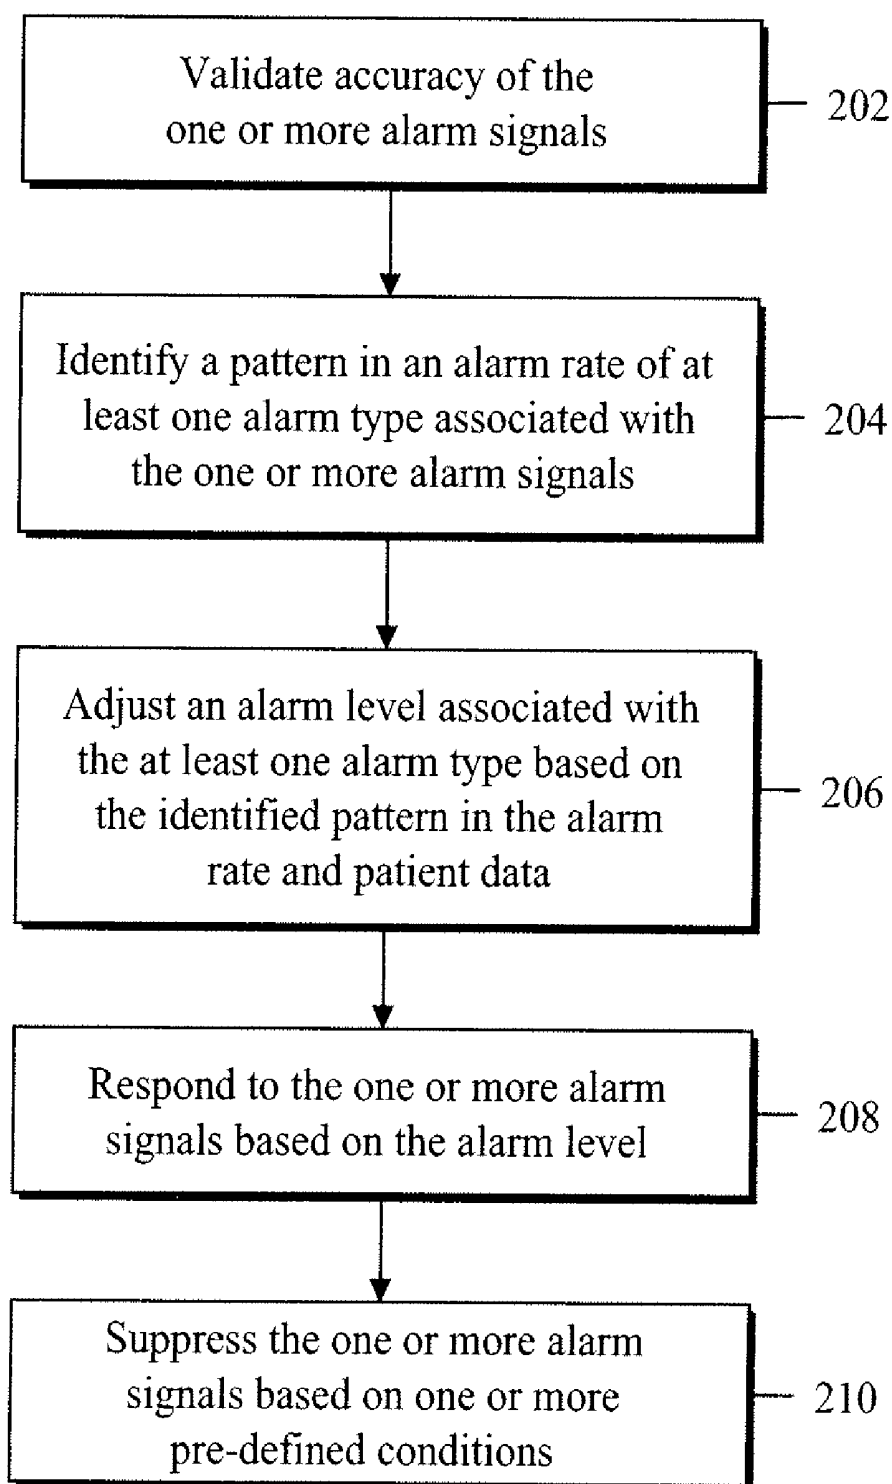 Validate accuracy of the
one or more alarm signals
202
Identify a pattern in an alarm rate of at
least one alarm type associated with
the one or more alarm signals
204
Adjust an alarm level associated with
the at least one alarm type based on
the identified pattern in the alarm
rate and patient data
206
Respond to the one or more alarm
signals based on the alarm level
208
Suppress the one or more alarm
signals based on one or more
pre-defined conditions
210